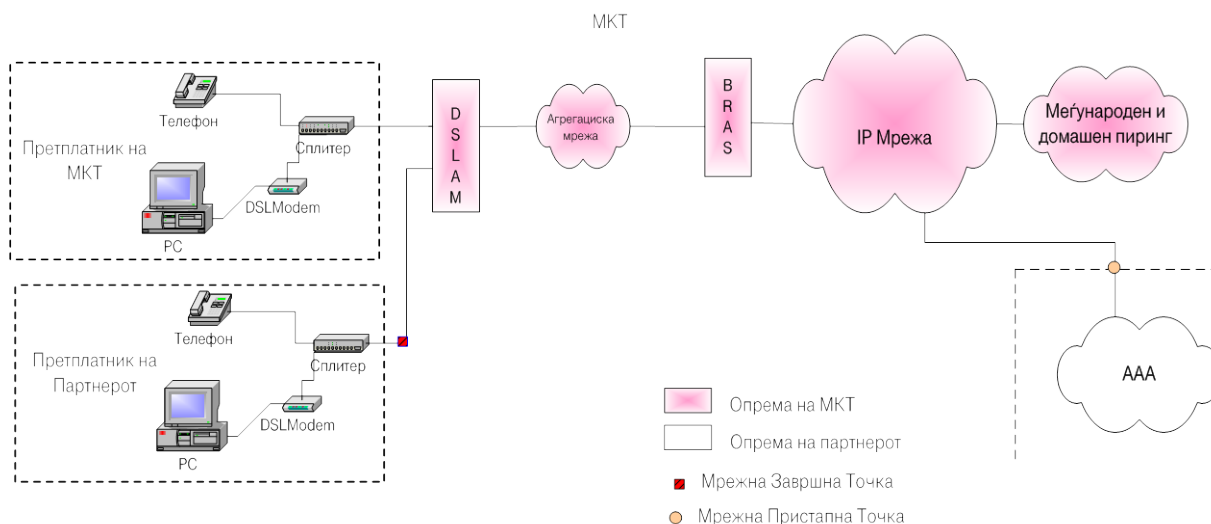 МКТ
Телефон
Сплитер
Претплатник на
МКТ
DSLModem
PC
D
S
L
A
M
Агрегациска
мрежа
B
R
A
S
IP Мрежа
Меѓународен и
домашен пиринг
Телефон
Сплитер
Претплатник на
Партнерот
DSLModem
PC
AAA
Опрема на МКТ
Опрема на партнерот
Мрежна Завршна Точка
Мрежна Пристапна Точка